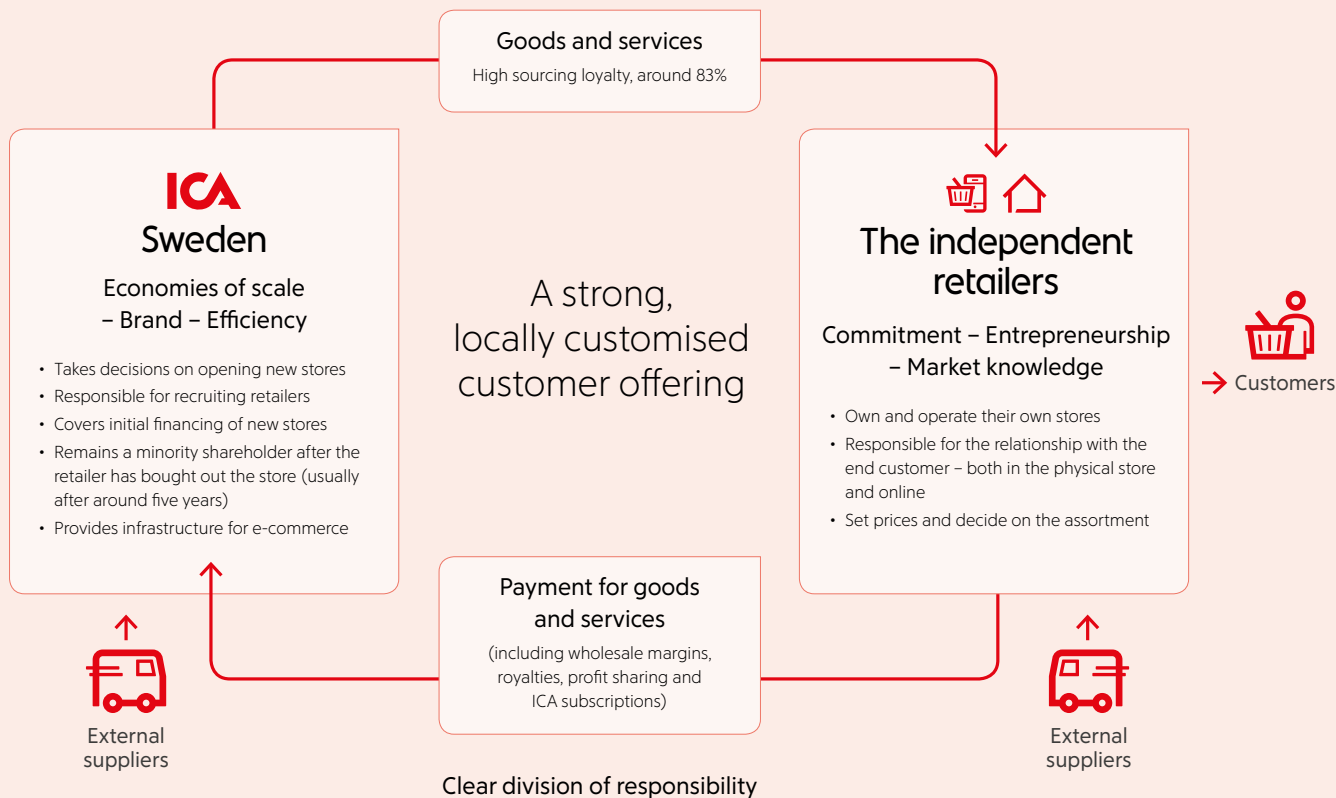 Goods and services
High sourcing loyalty, around 83%
ICA
Sweden
Economies of scale
– Brand – Efficiency
• Takes decisions on opening new stores
• Responsible for recruiting retailers
• Covers initial financing of new stores
• Remains a minority shareholder after the
retailer has bought out the store (usually
after around five years)
• Provides infrastructure for e-commerce
A strong,
locally customised
customer offering
The independent
retailers
Commitment – Entrepreneurship
– Market knowledge
• Own and operate their own stores
• Responsible for the relationship with the
end customer – both in the physical store
and online
• Set prices and decide on the assortment
Customers
Payment for goods
and services
(including wholesale margins,
royalties, profit sharing and
ICA subscriptions)
External
suppliers
External
suppliers
Clear division of responsibility